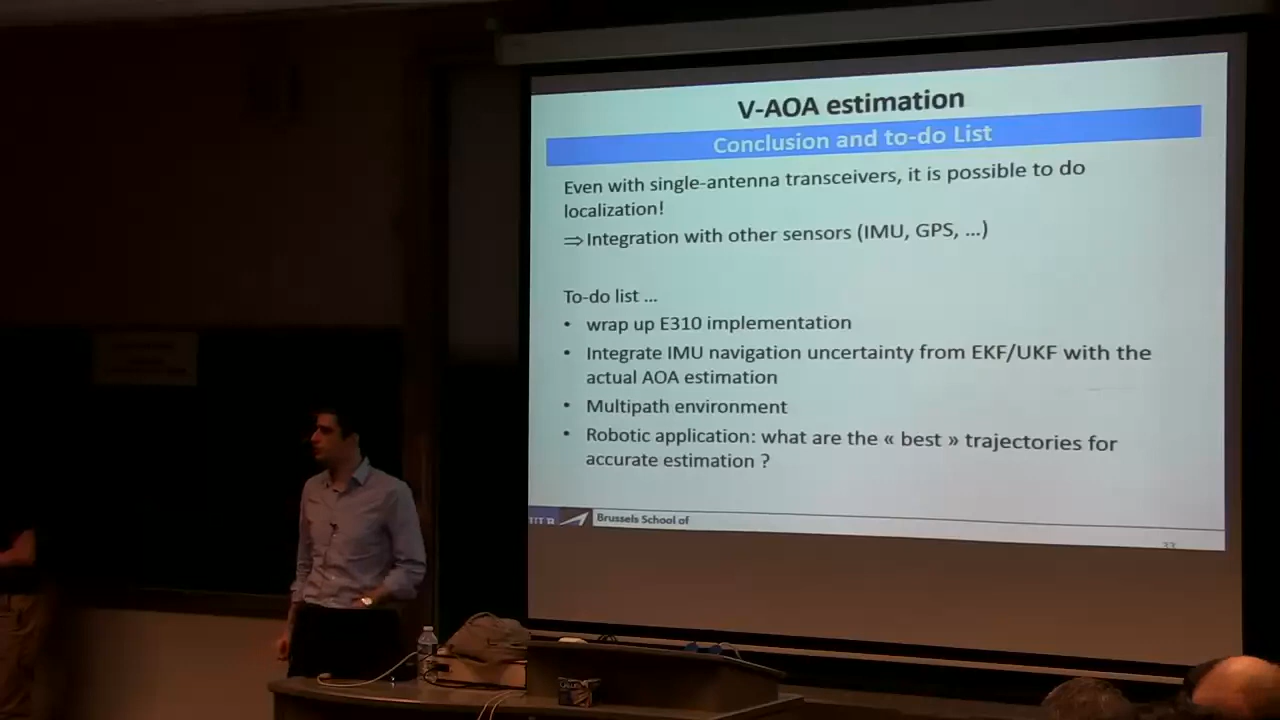 V-AOA estimation
Conclusion and to-do List
Even with single-antenna transceivers, it is possible to do
localization!
⇒ Integration with other sensors (IMU, GPS, ...)
To-do list ...
• wrap up E310 implementation
• Integrate IMU navigation uncertainty from EKF/UKF with the
actual AOA estimation
• Multipath environment
• Robotic application: what are the « best » trajectories for
accurate estimation ?
Brussels School of